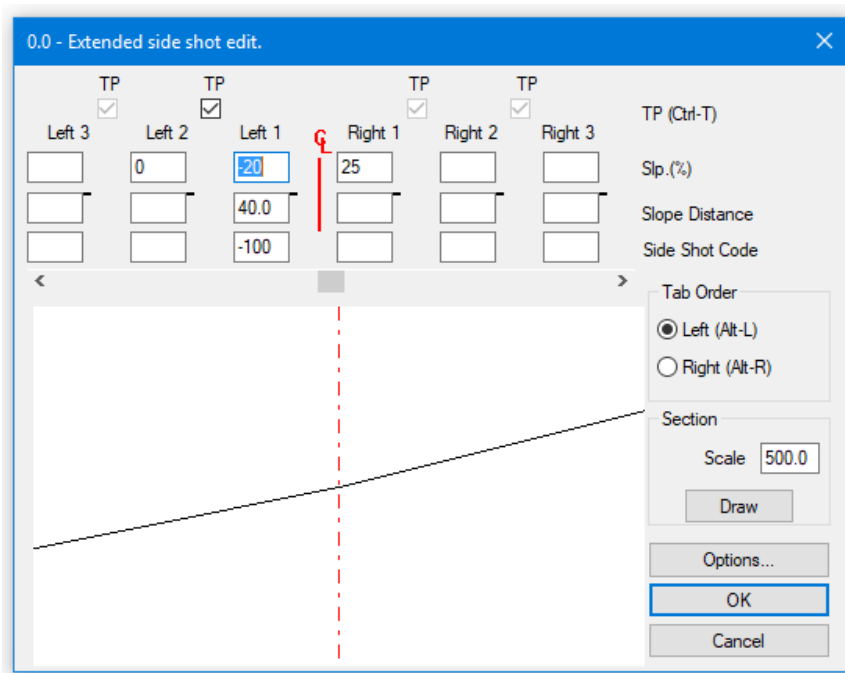 0.0 - Extended side shot edit.
TP TP TP TP
TP (Ctrl-T)
Left 3 Left 2 Left 1 ℄ Right 1 Right 2 Right 3
0 -20 25 Slp.(%)
40.0 Slope Distance
-100 Side Shot Code
Tab Order
Left (Alt-L)
Right (Alt-R)
Section
Scale 500.0
Draw
Options...
OK
Cancel